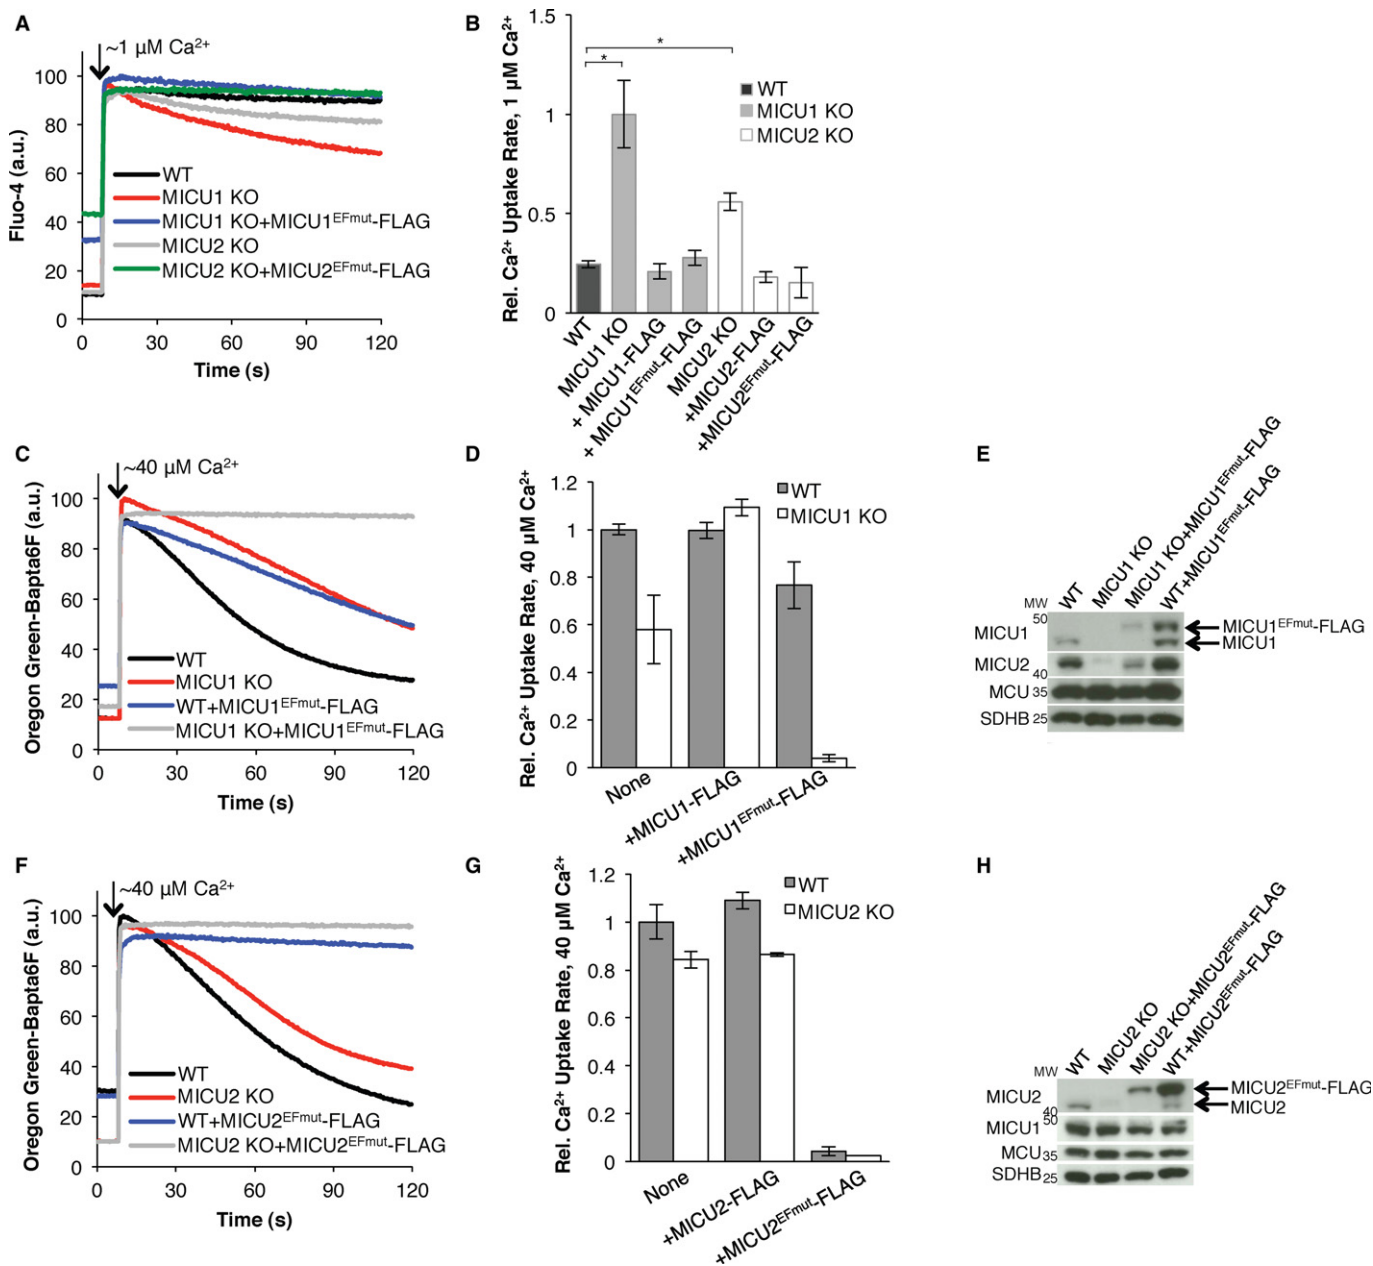 A
~1 μM Ca2+
Fluo-4 (a.u.)
100
80
60
40
20
0
WT
MICU1 KO
MICU1 KO+MICU1EFmut-FLAG
MICU2 KO
MICU2 KO+MICU2EFmut-FLAG
0 30 60 90 120
Time (s)
B
Rel. Ca2+ Uptake Rate, 1 μM Ca2+
1.5
1
0.5
0
* *
WT
MICU1 KO
MICU2 KO
WT
MICU1 KO
+ MICU1-FLAG
+ MICU1EFmut-FLAG
MICU2 KO
+MICU2-FLAG
+MICU2EFmut-FLAG
C
~40 μM Ca2+
Oregon Green-Bapta6F (a.u.)
100
80
60
40
20
0
WT
MICU1 KO
WT+MICU1EFmut-FLAG
MICU1 KO+MICU1EFmut-FLAG
0 30 60 90 120
Time (s)
D
Rel. Ca2+ Uptake Rate, 40 μM Ca2+
1.2
1
0.8
0.6
0.4
0.2
0
WT
MICU1 KO
None
+MICU1-FLAG
+MICU1EFmut-FLAG
E
MW
WT
MICU1 KO
MICU1 KO+MICU1EFmut-FLAG
WT+MICU1EFmut-FLAG
50
MICU1
MICU1EFmut-FLAG
MICU1
MICU2 40
MCU 35
SDHB 25
F
~40 μM Ca2+
Oregon Green-Bapta6F (a.u.)
100
80
60
40
20
0
WT
MICU2 KO
WT+MICU2EFmut-FLAG
MICU2 KO+MICU2EFmut-FLAG
0 30 60 90 120
Time (s)
G
Rel. Ca2+ Uptake Rate, 40 μM Ca2+
1.2
1
0.8
0.6
0.4
0.2
0
WT
MICU2 KO
None
+MICU2-FLAG
+MICU2EFmut-FLAG
H
MW
WT
MICU2 KO
MICU2 KO+MICU2EFmut-FLAG
WT+MICU2EFmut-FLAG
MICU2
MICU2EFmut-FLAG
MICU2
40
50
MICU1
MCU 35
SDHB 25